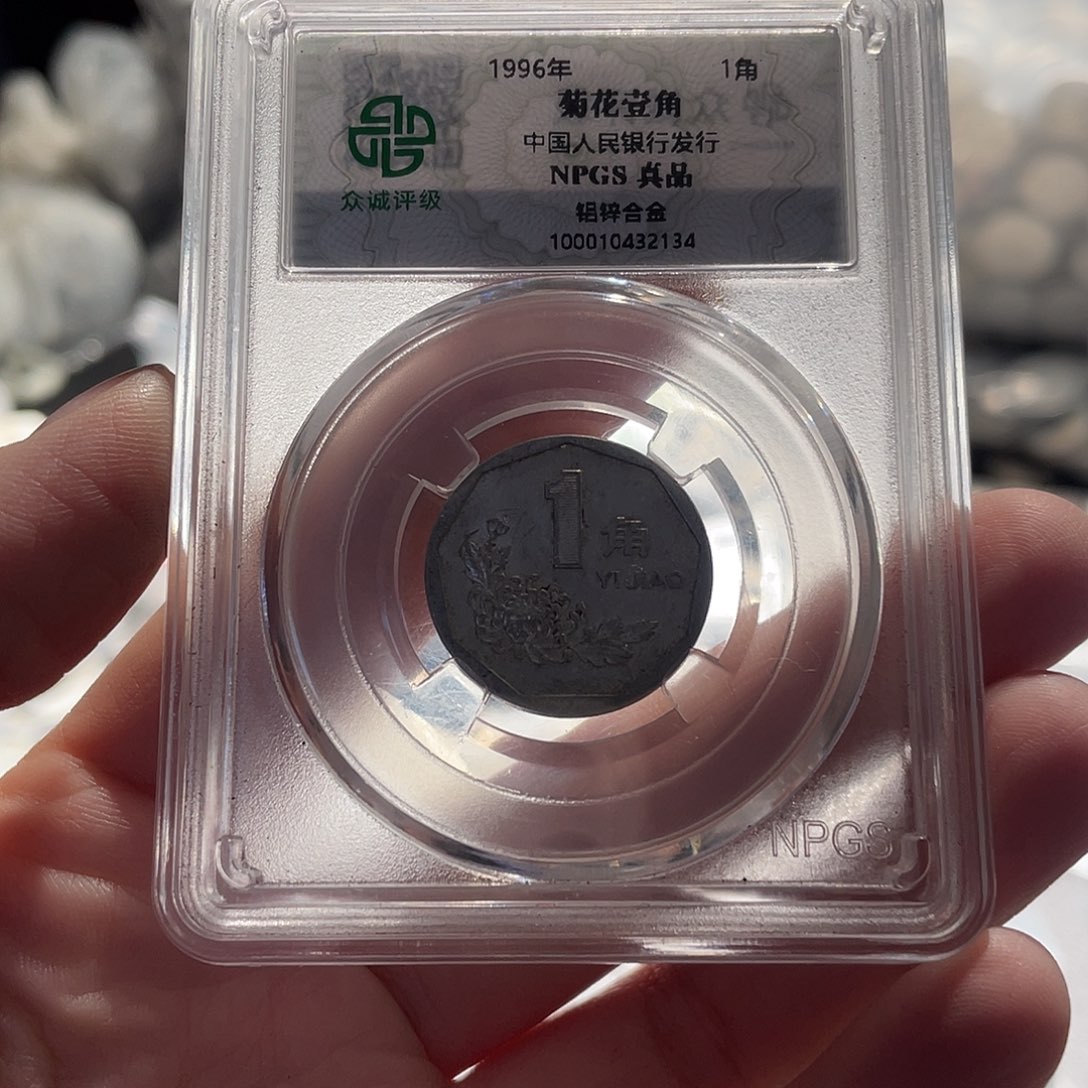 1996年 1角
菊花壹角
中国人民银行发行
NPGS 真品
铝锌合金
100010432134
众诚评级
1
角
YI JIAO
NPGS